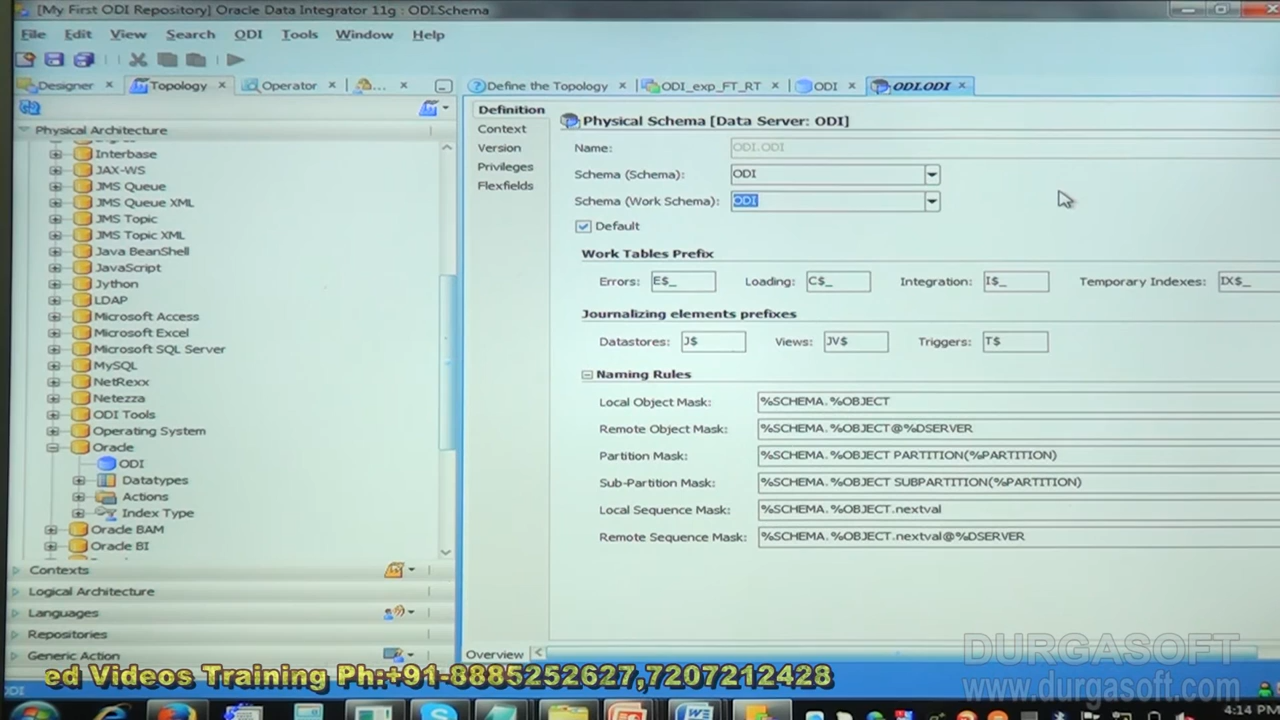 [My First ODI Repository] Oracle Data Integrator 11g : ODI.Schema
File Edit View Search ODI Tools Window Help
Designer Topology Operator ... Define the Topology ODI_exp_FT_RT ODI ODI.ODI
Physical Architecture
Interbase
JAX-WS
JMS Queue
JMS Queue XML
JMS Topic
JMS Topic XML
Java BeanShell
JavaScript
Jython
LDAP
Microsoft Access
Microsoft Excel
Microsoft SQL Server
MySQL
NetRexx
Netezza
ODI Tools
Operating System
Oracle
ODI
Datatypes
Actions
Index Type
Oracle BAM
Oracle BI
Contexts
Logical Architecture
Languages
Repositories
Generic Action
Definition
Context
Version
Privileges
Flexfields
Physical Schema [Data Server: ODI]
Name: ODI.ODI
Schema (Schema): ODI
Schema (Work Schema): ODI
Default
Work Tables Prefix
Errors: E$_ Loading: C$_ Integration: I$_ Temporary Indexes: IX$_
Journalizing elements prefixes
Datastores: J$ Views: JV$ Triggers: T$
Naming Rules
Local Object Mask: %SCHEMA.%OBJECT
Remote Object Mask: %SCHEMA.%OBJECT@%DSERVER
Partition Mask: %SCHEMA.%OBJECT PARTITION(%PARTITION)
Sub-Partition Mask: %SCHEMA.%OBJECT SUBPARTITION(%PARTITION)
Local Sequence Mask: %SCHEMA.%OBJECT.nextval
Remote Sequence Mask: %SCHEMA.%OBJECT.nextval@%DSERVER
Overview
DURGASOFT
www.durgasoft.com
ed Videos Training Ph:+91-8885252627,7207212428
ODI
4:14 PM